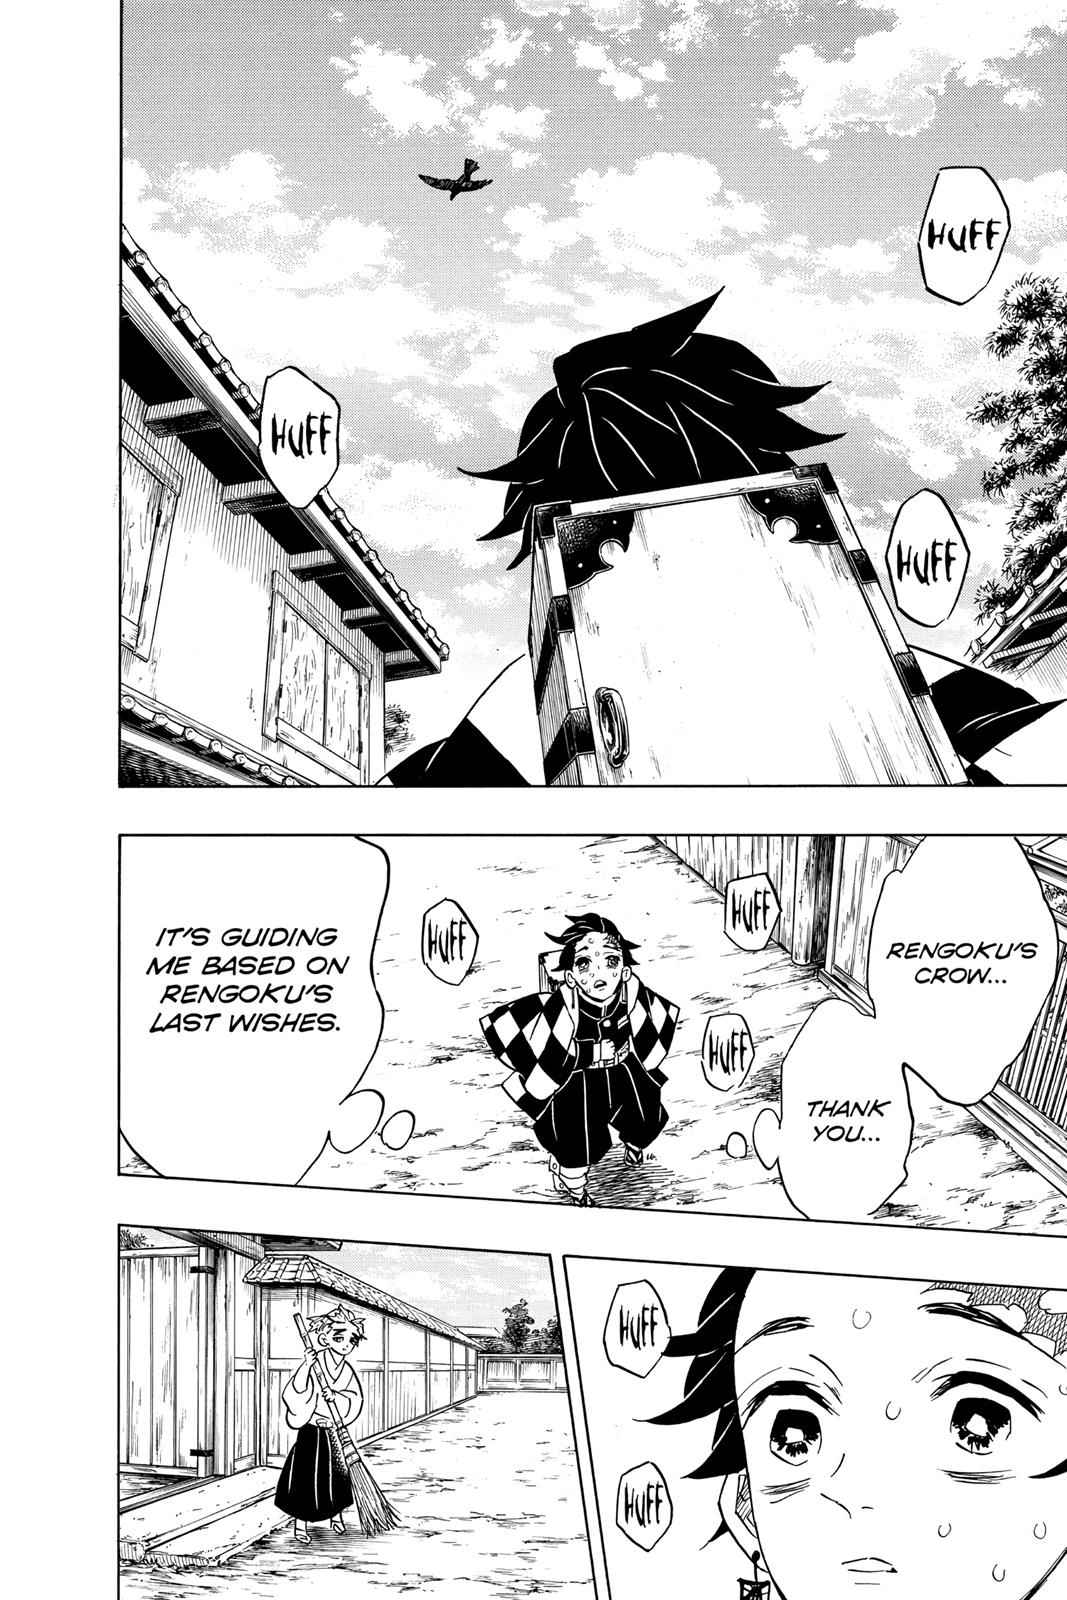 HUFF
HUFF
HUFF
RENGOKU'S
CROW...
THANK
YOU...
HUFF
HUFF
HUFF
IT'S GUIDING
ME BASED ON
RENGOKU'S
LAST WISHES.
HUFF
HUFF